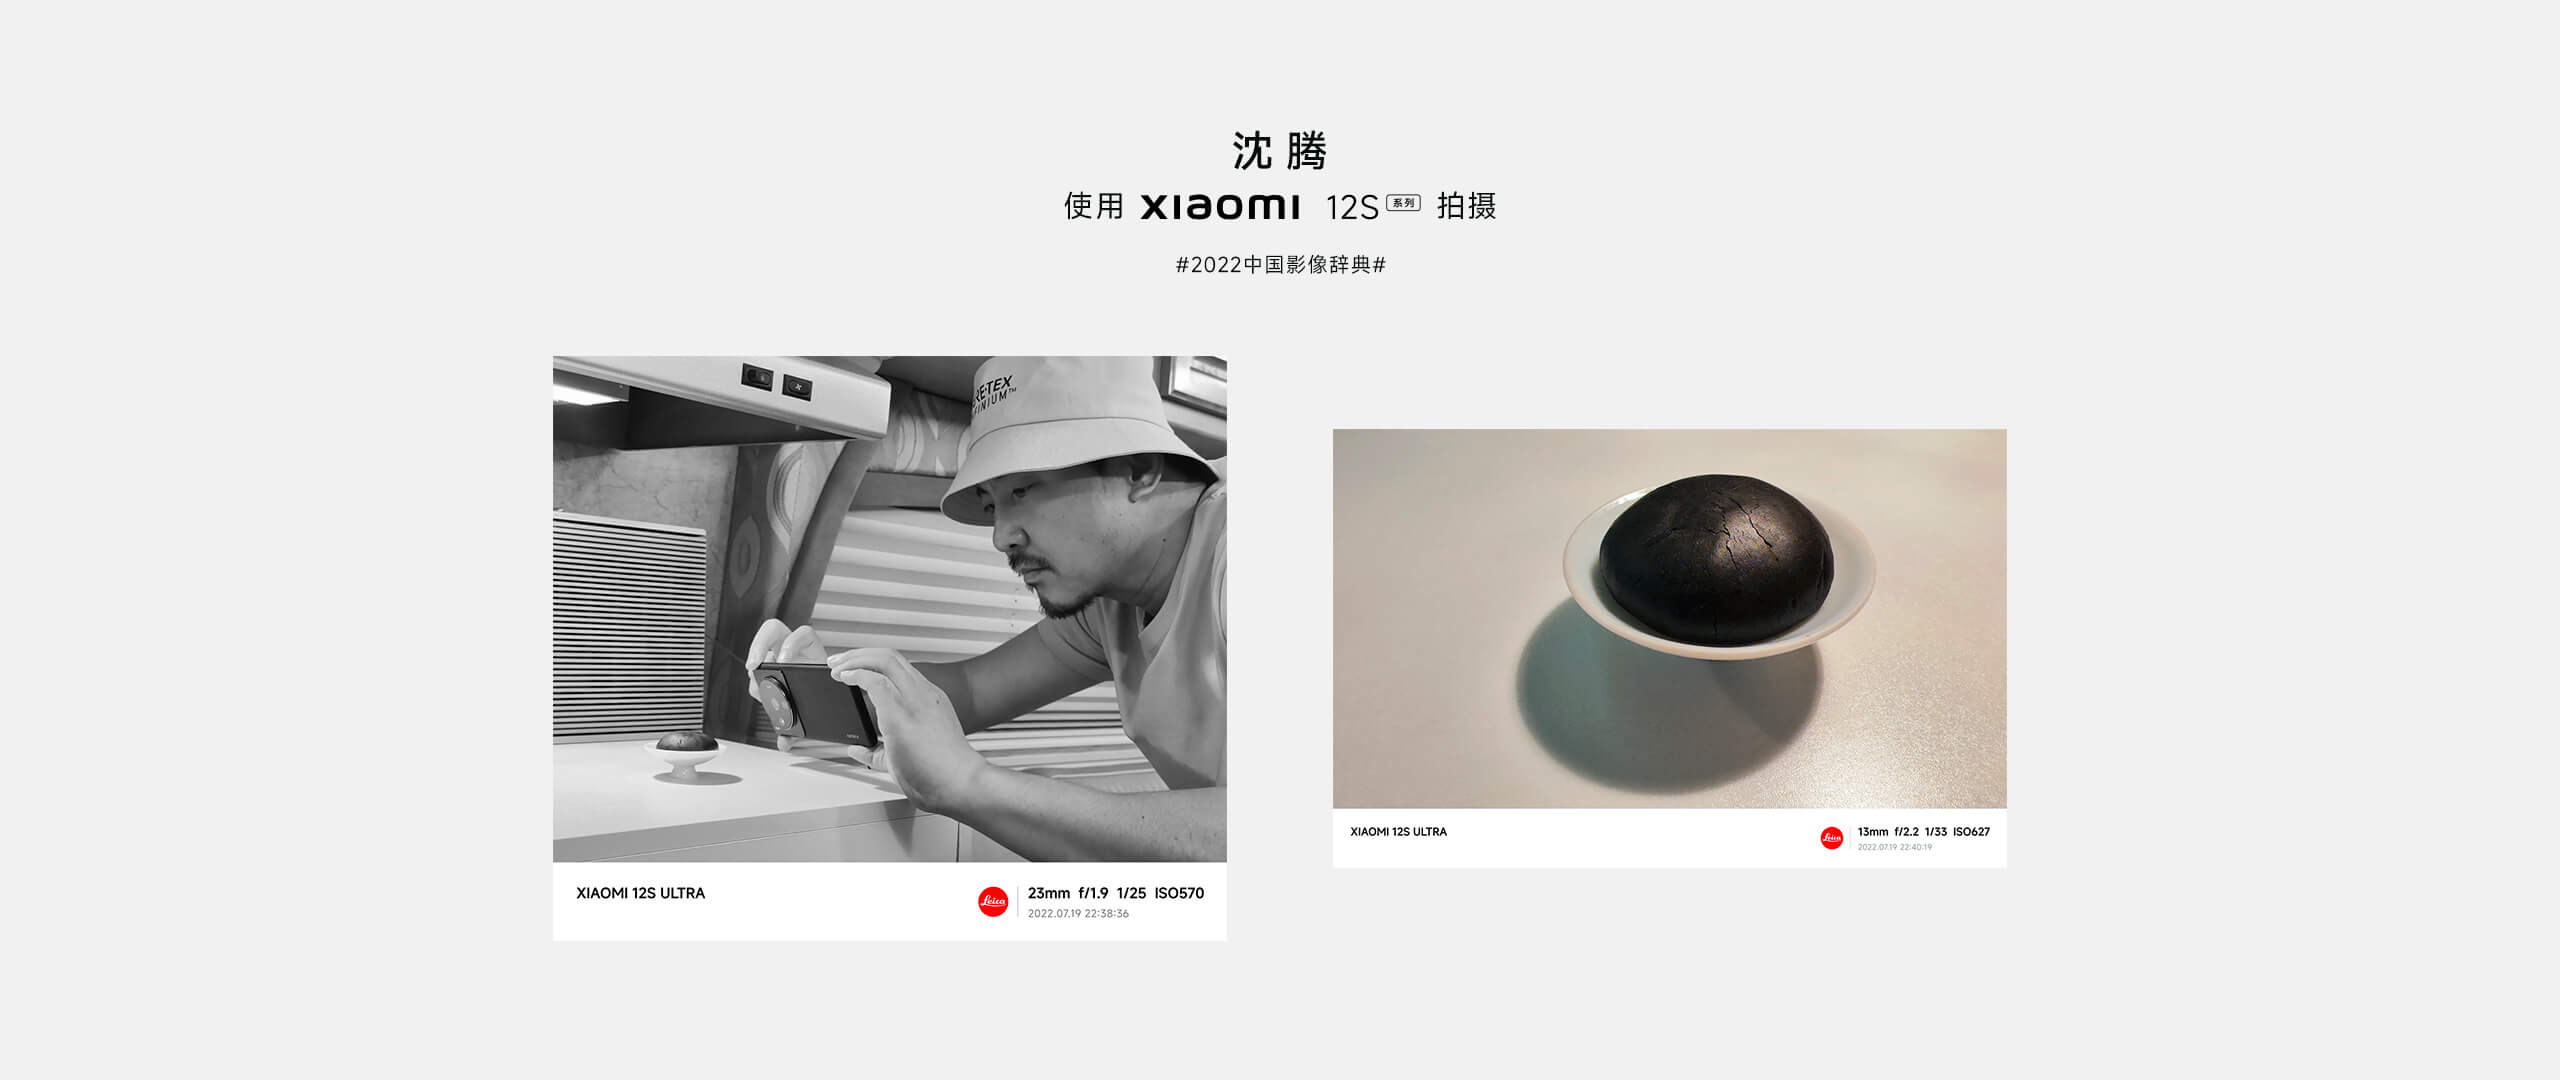 沈腾
使用 xiaomi 12S 系列 拍摄
#2022中国影像辞典#
RE-TEX
INIUM™
XIAOMI 12S ULTRA
Leica
23mm f/1.9 1/25 ISO570
2022.07.19 22:38:36
XIAOMI 12S ULTRA
Leica
13mm f/2.2 1/33 ISO627
2022.07.19 22:40:19